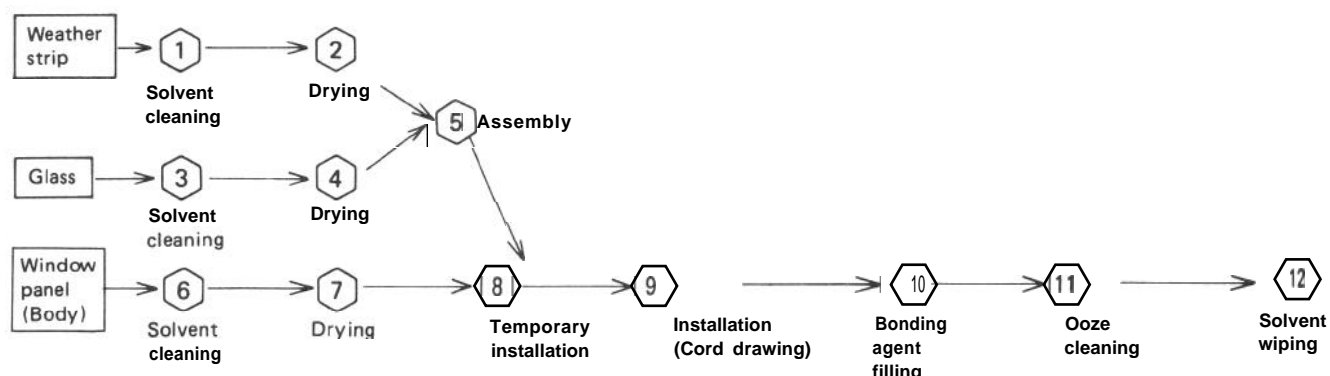 Weather
strip
1
2
Solvent
cleaning
Drying
5
Assembly
Glass
3
4
Solvent
cleaning
Drying
Window
panel
(Body)
6
7
8
9
10
11
12
Solvent
cleaning
Drying
Temporary
installation
Installation
(Cord drawing)
Bonding
agent
filling
Ooze
cleaning
Solvent
wiping